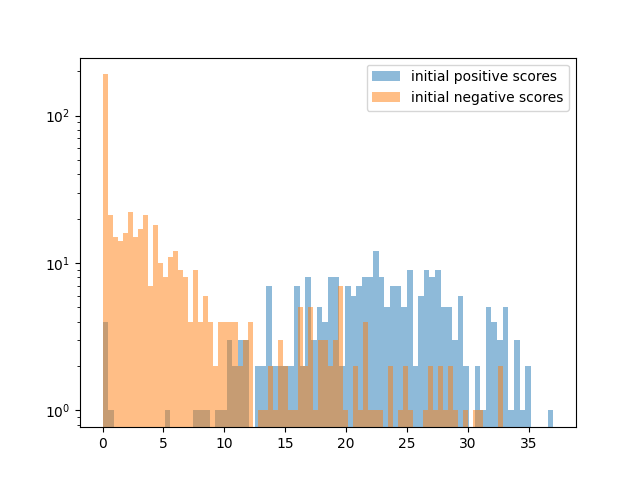 initial positive scores
initial negative scores
10²
10¹
10⁰
0 5 10 15 20 25 30 35